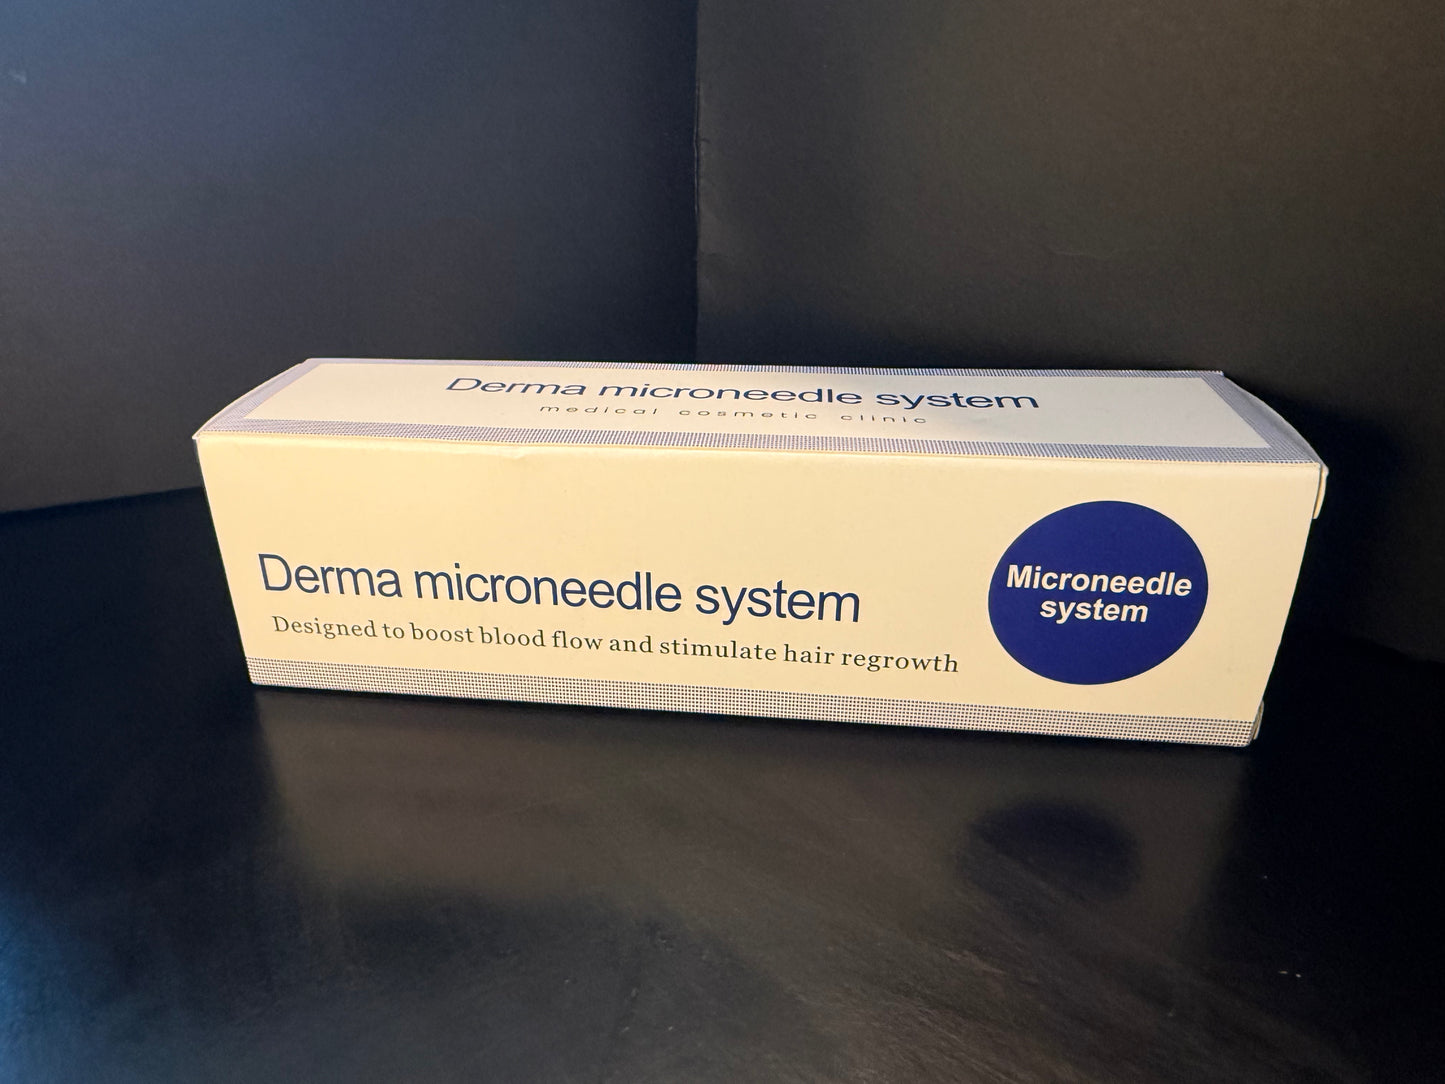 Derma microneedle system
medical cosmetic clinic
Derma microneedle system
Designed to boost blood flow and stimulate hair regrowth
Microneedle
system